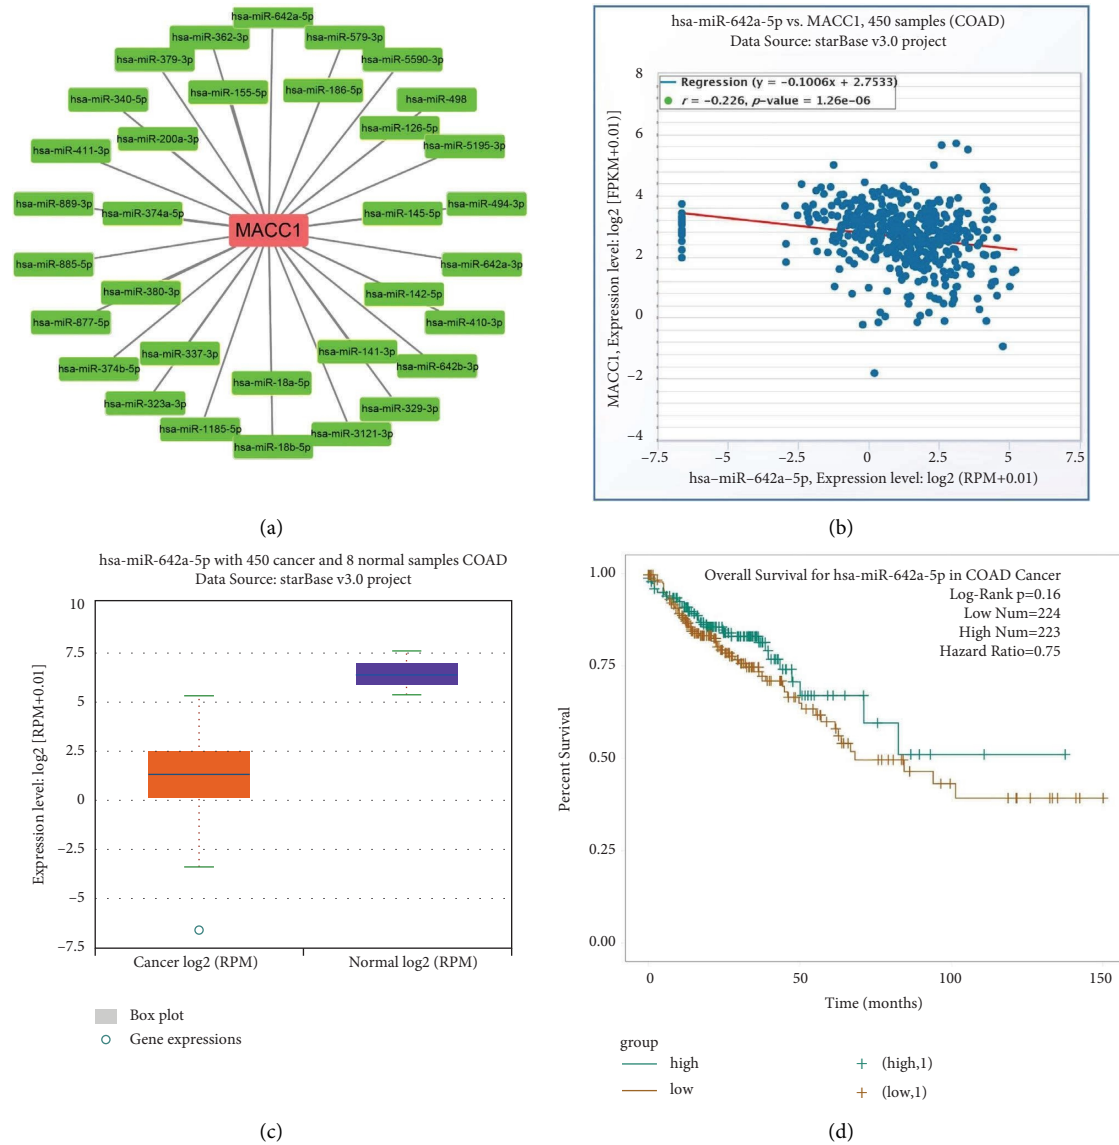 hsa-miR-642a-5p
hsa-miR-362-3p
hsa-miR-579-3p
hsa-miR-379-3p
hsa-miR-5590-3p
hsa-miR-155-5p
hsa-miR-186-5p
hsa-miR-340-5p
hsa-miR-498
hsa-miR-200a-3p
hsa-miR-126-5p
hsa-miR-411-3p
hsa-miR-5195-3p
hsa-miR-889-3p
hsa-miR-374a-5p
hsa-miR-145-5p
hsa-miR-494-3p
MACC1
hsa-miR-885-5p
hsa-miR-642a-3p
hsa-miR-380-3p
hsa-miR-142-5p
hsa-miR-877-5p
hsa-miR-410-3p
hsa-miR-337-3p
hsa-miR-141-3p
hsa-miR-374b-5p
hsa-miR-642b-3p
hsa-miR-18a-5p
hsa-miR-323a-3p
hsa-miR-329-3p
hsa-miR-1185-5p
hsa-miR-3121-3p
hsa-miR-18b-5p
(a)
hsa-miR-642a-5p vs. MACC1, 450 samples (COAD)
Data Source: starBase v3.0 project
Regression (y = −0.1006x + 2.7533)
r = −0.226, p-value = 1.26e−06
MACC1, Expression level: log2 [FPKM+0.01)]
8
6
4
2
0
−2
−4
−7.5 −5 −2.5 0 2.5 5 7.5
hsa–miR–642a–5p, Expression level: log2 (RPM+0.01)
(b)
hsa-miR-642a-5p with 450 cancer and 8 normal samples COAD
Data Source: starBase v3.0 project
Expression level: log2 [RPM+0.01)
10
7.5
5
2.5
0
−2.5
−5
−7.5
Cancer log2 (RPM) Normal log2 (RPM)
Box plot
Gene expressions
(c)
Overall Survival for hsa-miR-642a-5p in COAD Cancer
Log-Rank p=0.16
Low Num=224
High Num=223
Hazard Ratio=0.75
Percent Survival
1.00
0.75
0.50
0.25
0.00
0 50 100 150
Time (months)
group
high (high,1)
low (low,1)
(d)